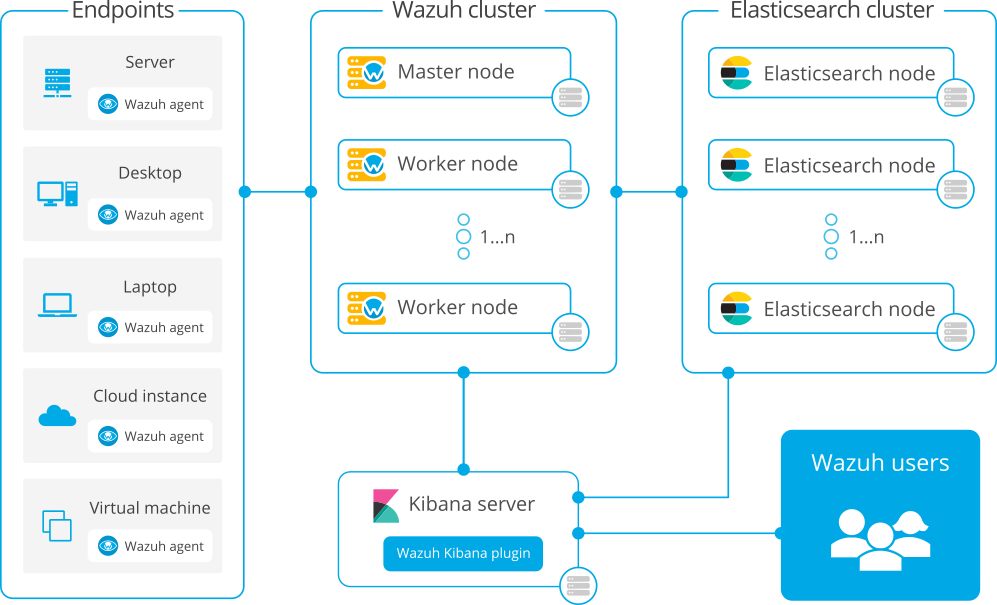 Endpoints
Server
Wazuh agent
Desktop
Wazuh agent
Laptop
Wazuh agent
Cloud instance
Wazuh agent
Virtual machine
Wazuh agent
Wazuh cluster
Master node
Worker node
1...n
Worker node
Elasticsearch cluster
Elasticsearch node
Elasticsearch node
1...n
Elasticsearch node
Kibana server
Wazuh Kibana plugin
Wazuh users